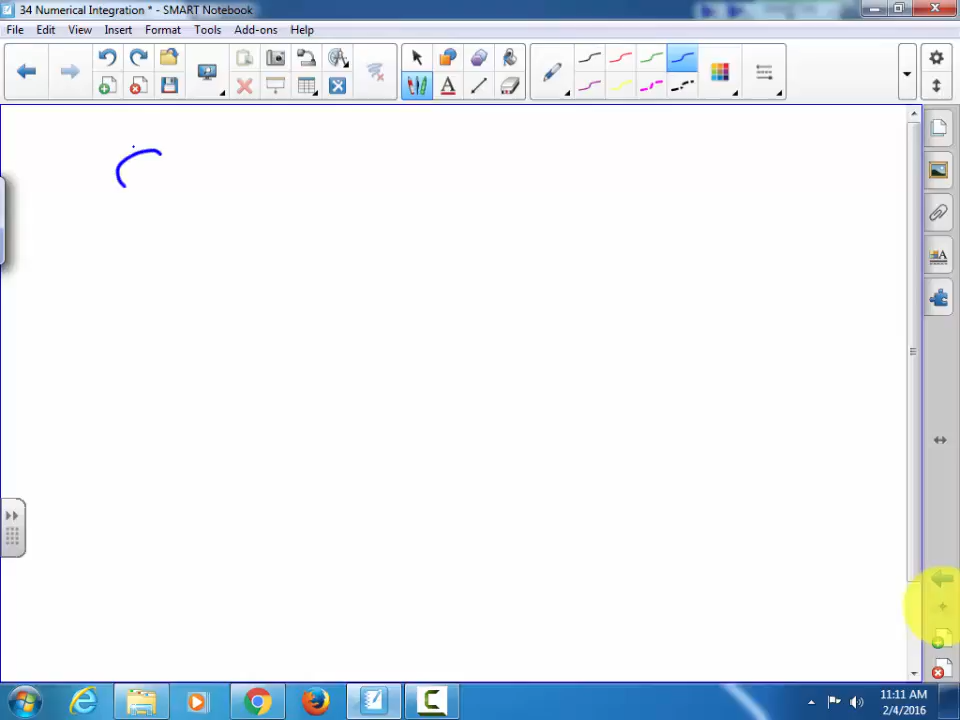 34 Numerical Integration * - SMART Notebook
File Edit View Insert Format Tools Add-ons Help
11:11 AM
2/4/2016